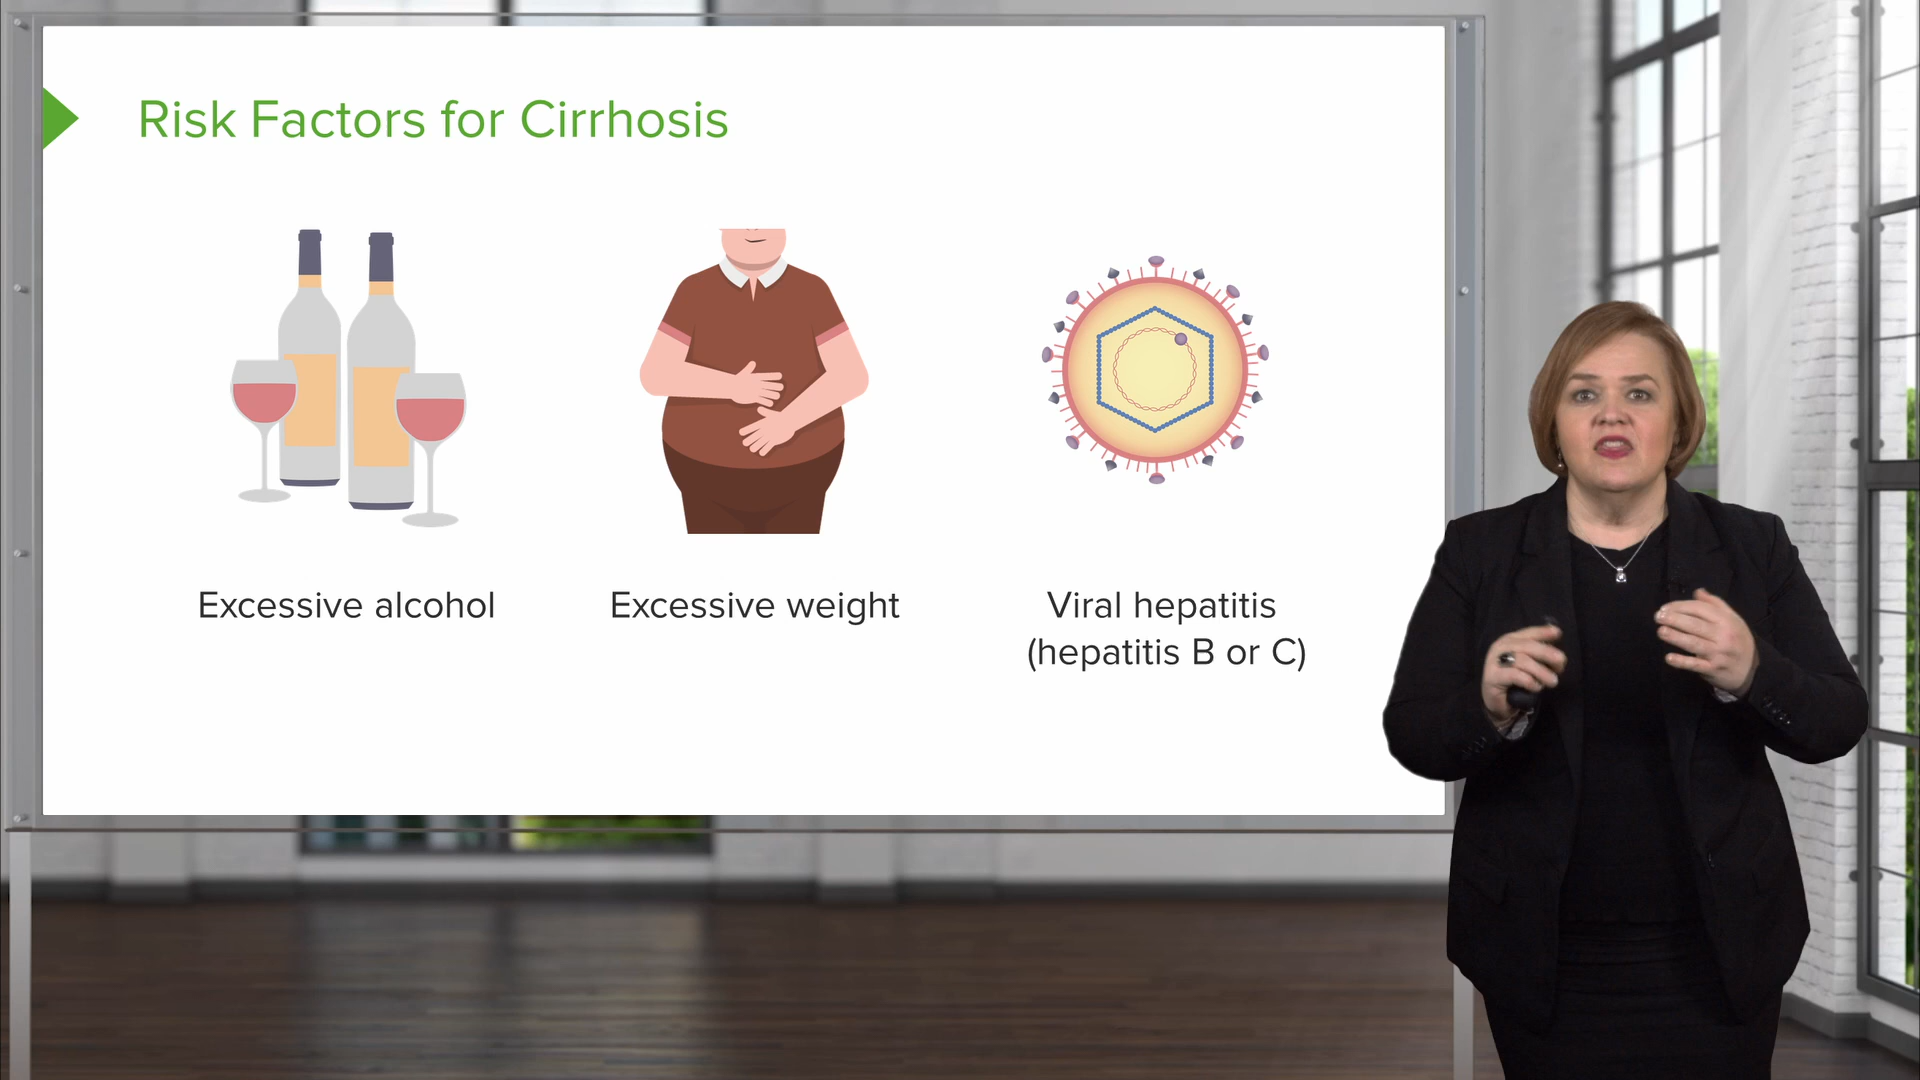 Risk Factors for Cirrhosis
Excessive alcohol
Excessive weight
Viral hepatitis
(hepatitis B or C)